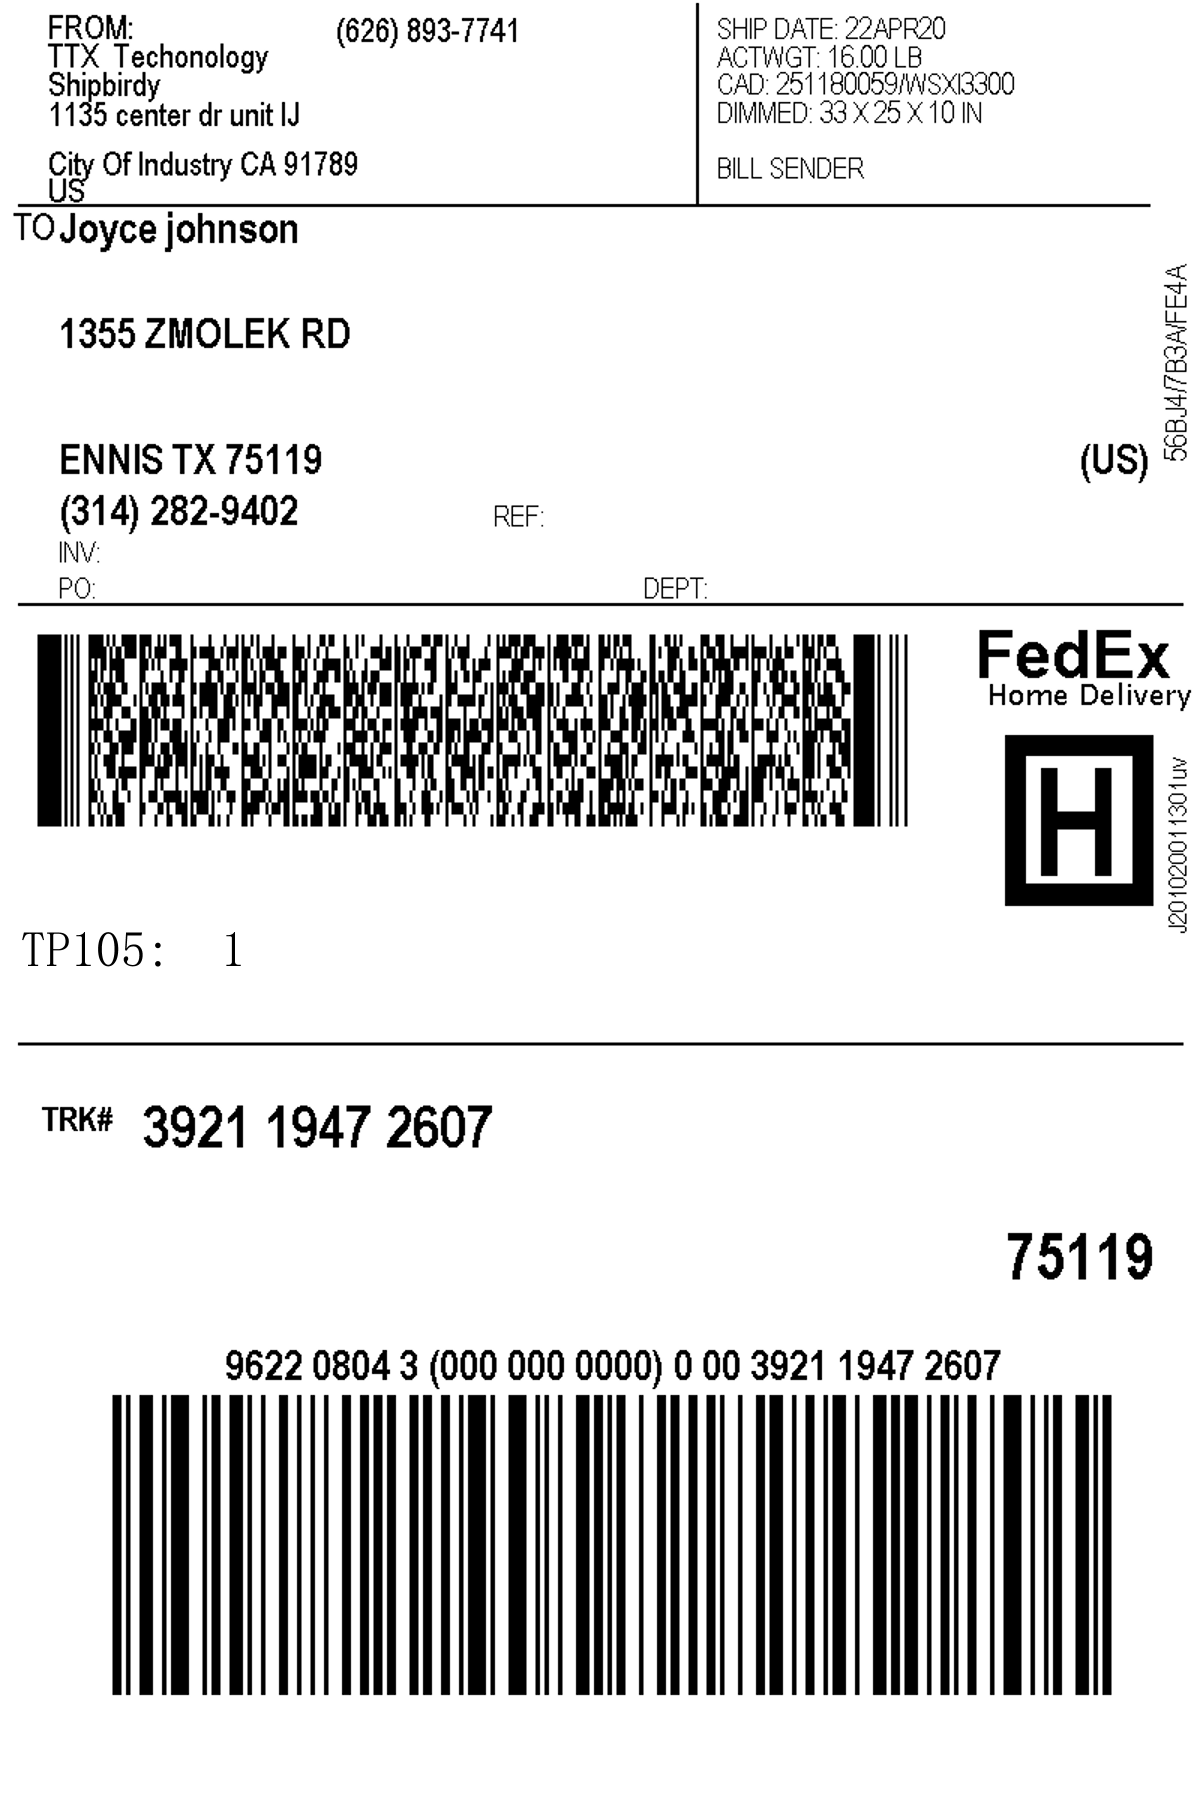 FROM: (626) 893-7741
TTX Techonology
Shipbirdy
1135 center dr unit IJ
City Of Industry CA 91789
US
SHIP DATE: 22APR20
ACTWGT: 16.00 LB
CAD: 251180059/WSXI3300
DIMMED: 33 X 25 X 10 IN
BILL SENDER
TO Joyce johnson
1355 ZMOLEK RD
ENNIS TX 75119 (US)
(314) 282-9402 REF:
INV:
PO: DEPT:
56BJ4/7B3A/FE4A
FedEx
Home Delivery
H
J201020011301uv
TP105: 1
TRK# 3921 1947 2607
75119
9622 0804 3 (000 000 0000) 0 00 3921 1947 2607